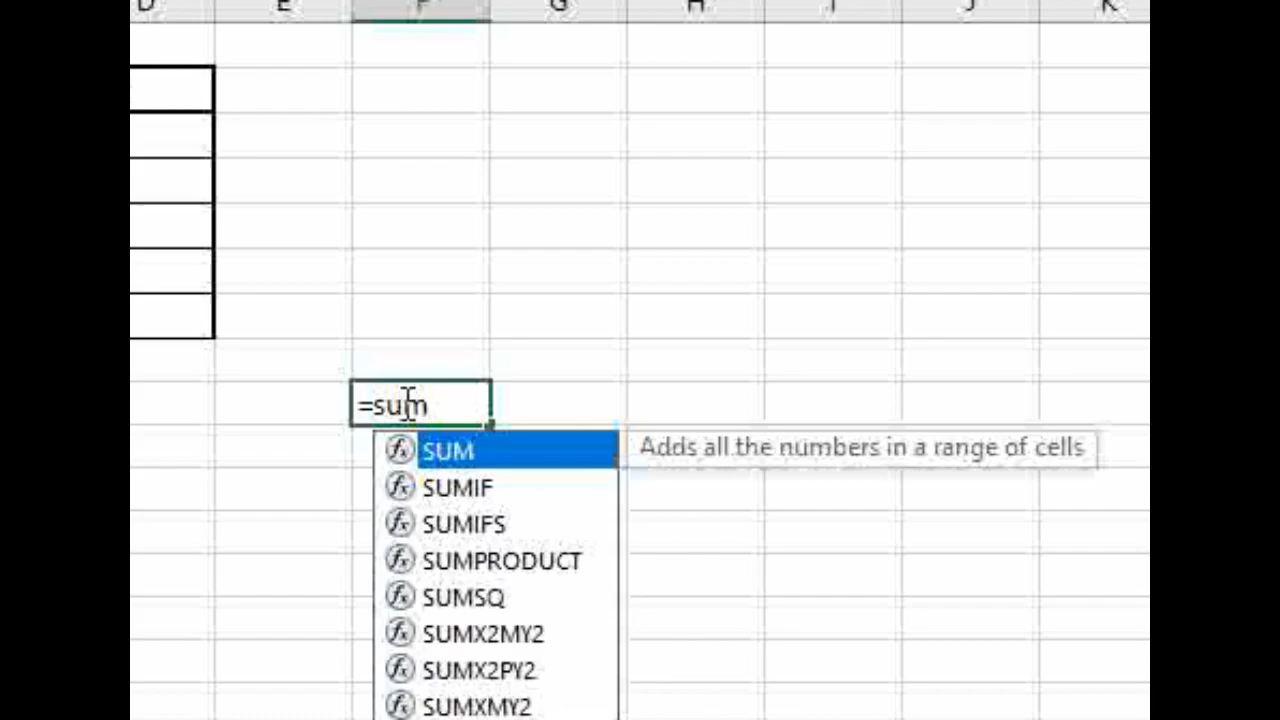 D E F G H I J K
=sum
SUM Adds all the numbers in a range of cells
SUMIF
SUMIFS
SUMPRODUCT
SUMSQ
SUMX2MY2
SUMX2PY2
SUMXMY2